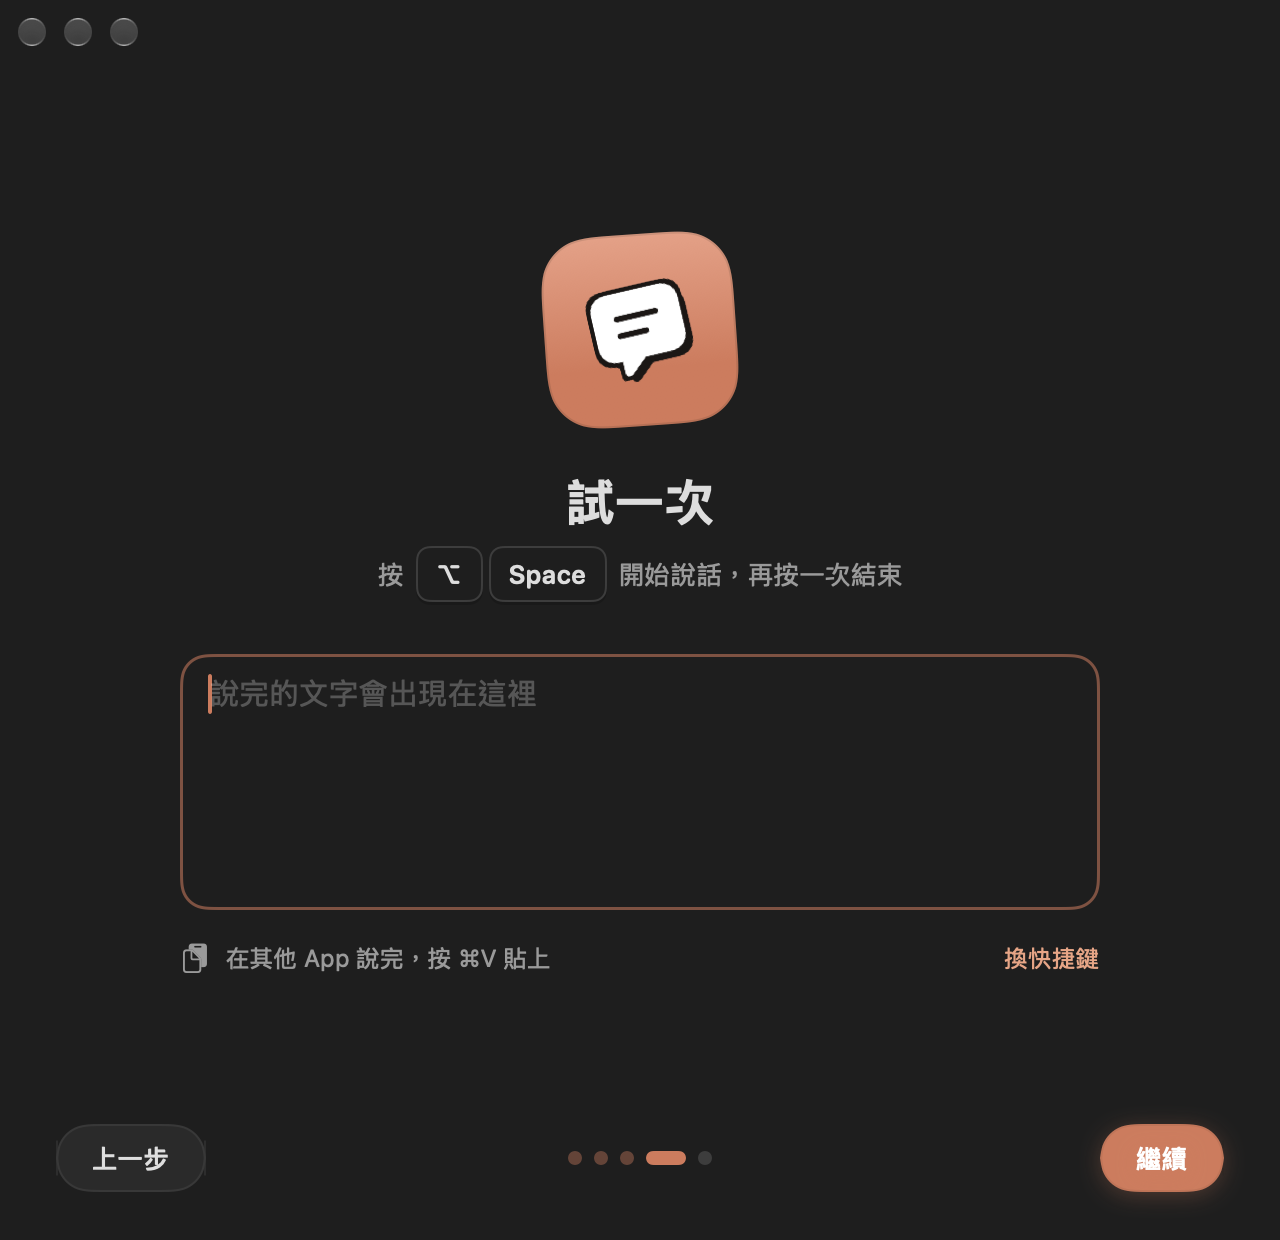 試一次
按 ⌥ Space 開始說話，再按一次結束
說完的文字會出現在這裡
在其他 App 說完，按 ⌘V 貼上
換快捷鍵
上一步
繼續